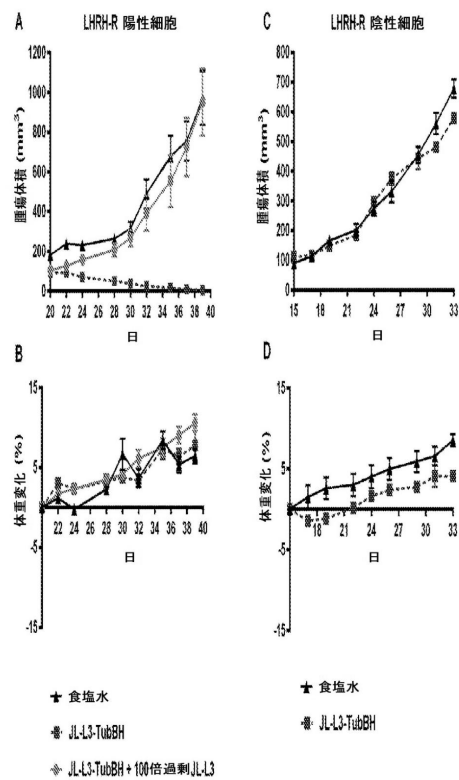 A
LHRH-R 陽性細胞
腫瘍体積 (mm³)
1200
1000
800
600
400
200
0
20 22 24 26 28 30 32 34 36 38 40
日
C
LHRH-R 陰性細胞
腫瘍体積 (mm³)
800
700
600
500
400
300
200
100
0
15 18 21 24 27 30 33
日
B
体重変化 (%)
15
5
-5
-15
22 24 26 28 30 32 34 36 38 40
日
D
体重変化 (%)
15
5
-5
-15
18 21 24 27 30 33
日
食塩水
JL-L3-TubBH
JL-L3-TubBH + 100倍過剰JL-L3
食塩水
JL-L3-TubBH